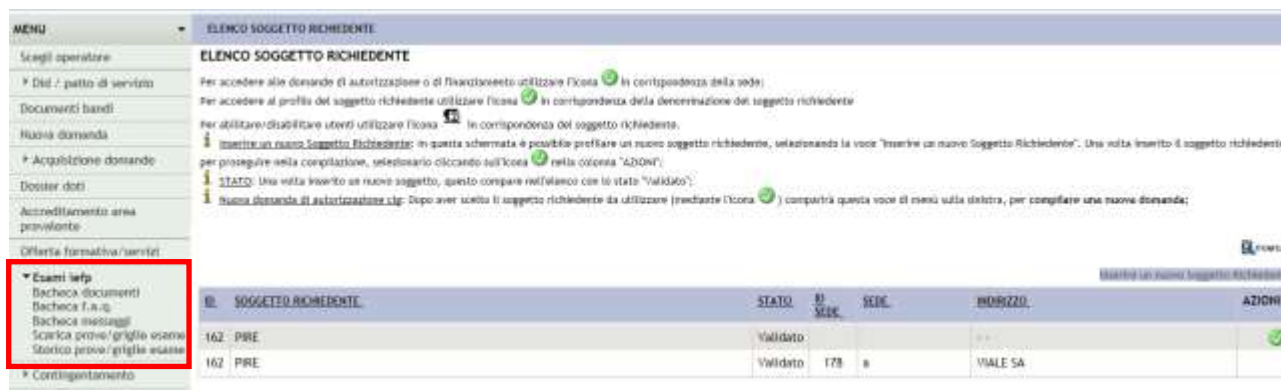 MENU
Scegli operatore
Did / patto di servizio
Documenti bandi
Nuova domanda
Acquisizione domande
Dossier doti
Accreditamento area
prevalente
Offerta formativa/servizi
Esami iefp
Bacheca documenti
Bacheca f.a.q.
Bacheca messaggi
Scarica prove/griglie esame
Storico prove/griglie esame
Contingentamento
ELENCO SOGGETTO RICHIEDENTE
ELENCO SOGGETTO RICHIEDENTE
Per accedere alle domande di autorizzazione o di finanziamento utilizzare l'icona in corrispondenza della sede;
Per accedere al profilo del soggetto richiedente utilizzare l'icona in corrispondenza della denominazione del soggetto richiedente
Per abilitare/disabilitare utenti utilizzare l'icona in corrispondenza del soggetto richiedente.
Inserire un nuovo Soggetto Richiedente: in questa schermata è possibile profilare un nuovo soggetto richiedente, selezionando la voce "Inserire un nuovo Soggetto Richiedente". Una volta inserito il soggetto richiedente
per proseguire nella compilazione, selezionarlo cliccando sull'icona nella colonna "AZIONI";
STATO: Una volta inserito un nuovo soggetto, questo compare nell'elenco con lo stato "Validato";
Nuova domanda di autorizzazione cig: Dopo aver scelto il soggetto richiedente da utilizzare (mediante l'icona ) comparirà questa voce di menù sulla sinistra, per compilare una nuova domanda;
Inserire un nuovo Soggetto Richiedente
ID SOGGETTO RICHIEDENTE STATO ID SEDE SEDE INDIRIZZO AZIONI
162 PIRE Validato - -
162 PIRE Validato 178 a VIALE SA